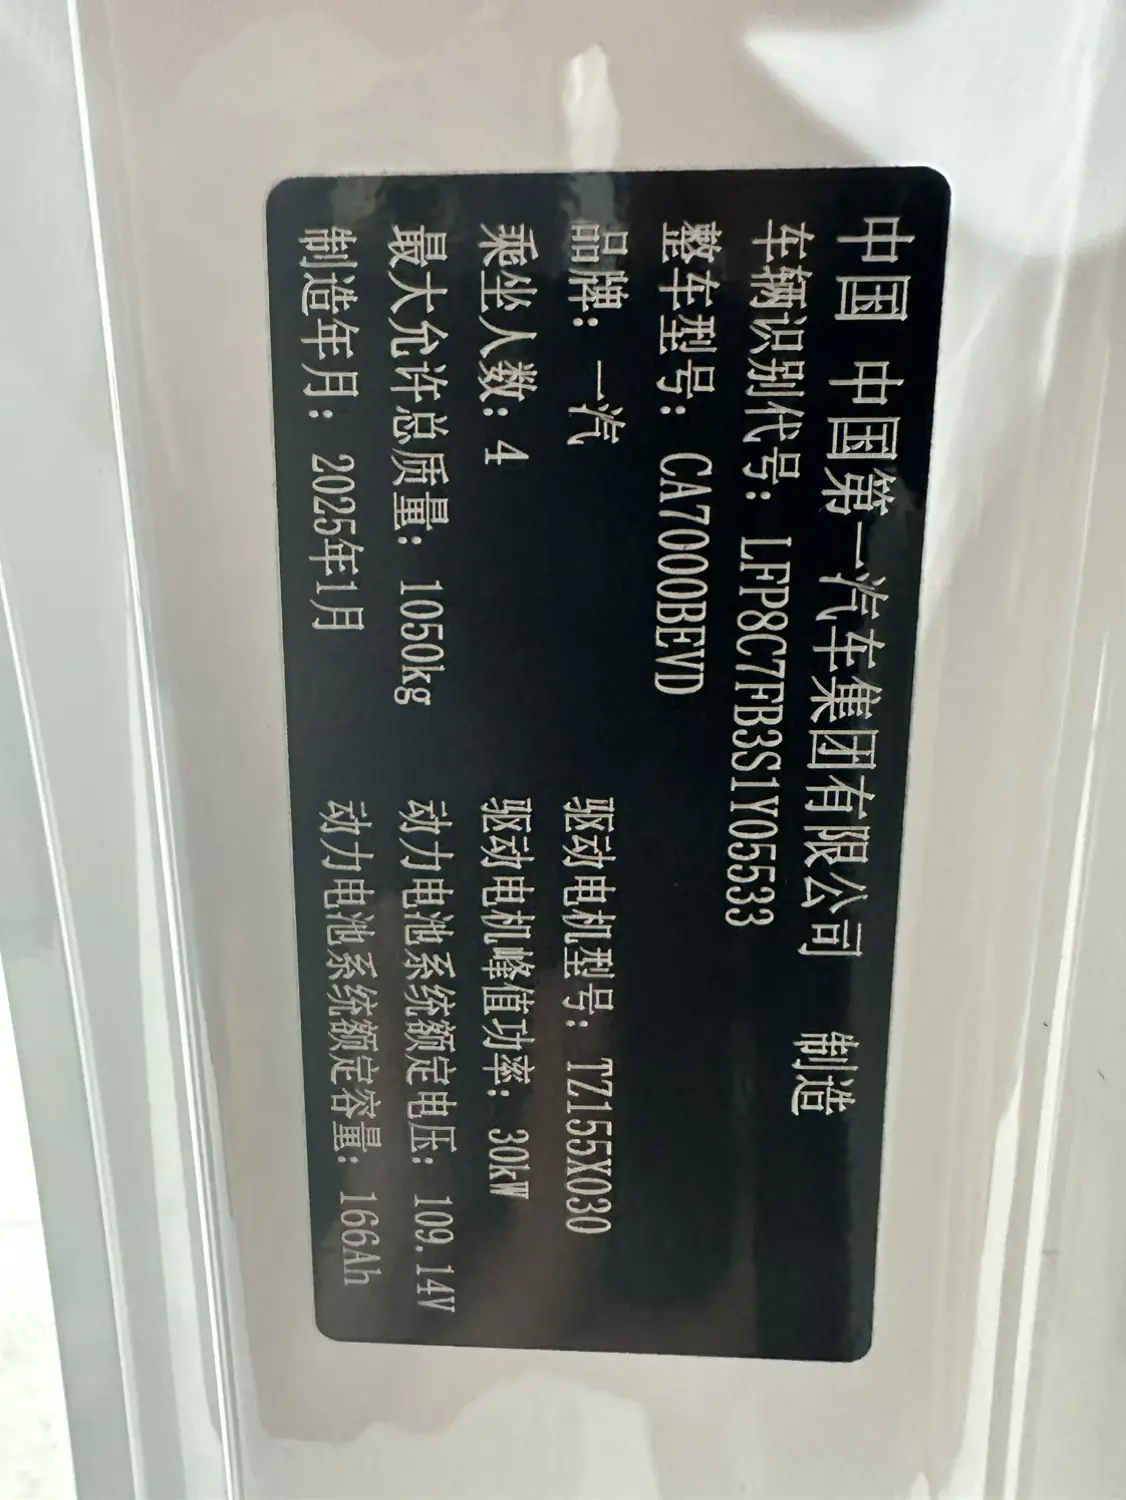 中国 中国第一汽车集团有限公司 制造
车辆识别代号: LFP8C7FB3S1Y05533
整车型号: CA7000BEVD
品牌: 一汽 驱动电机型号: TZ155X030
乘坐人数: 4 驱动电机峰值功率: 30kW
最大允许总质量: 1050kg 动力电池系统额定电压: 109.14V
制造年月: 2025年1月 动力电池系统额定容量: 166Ah